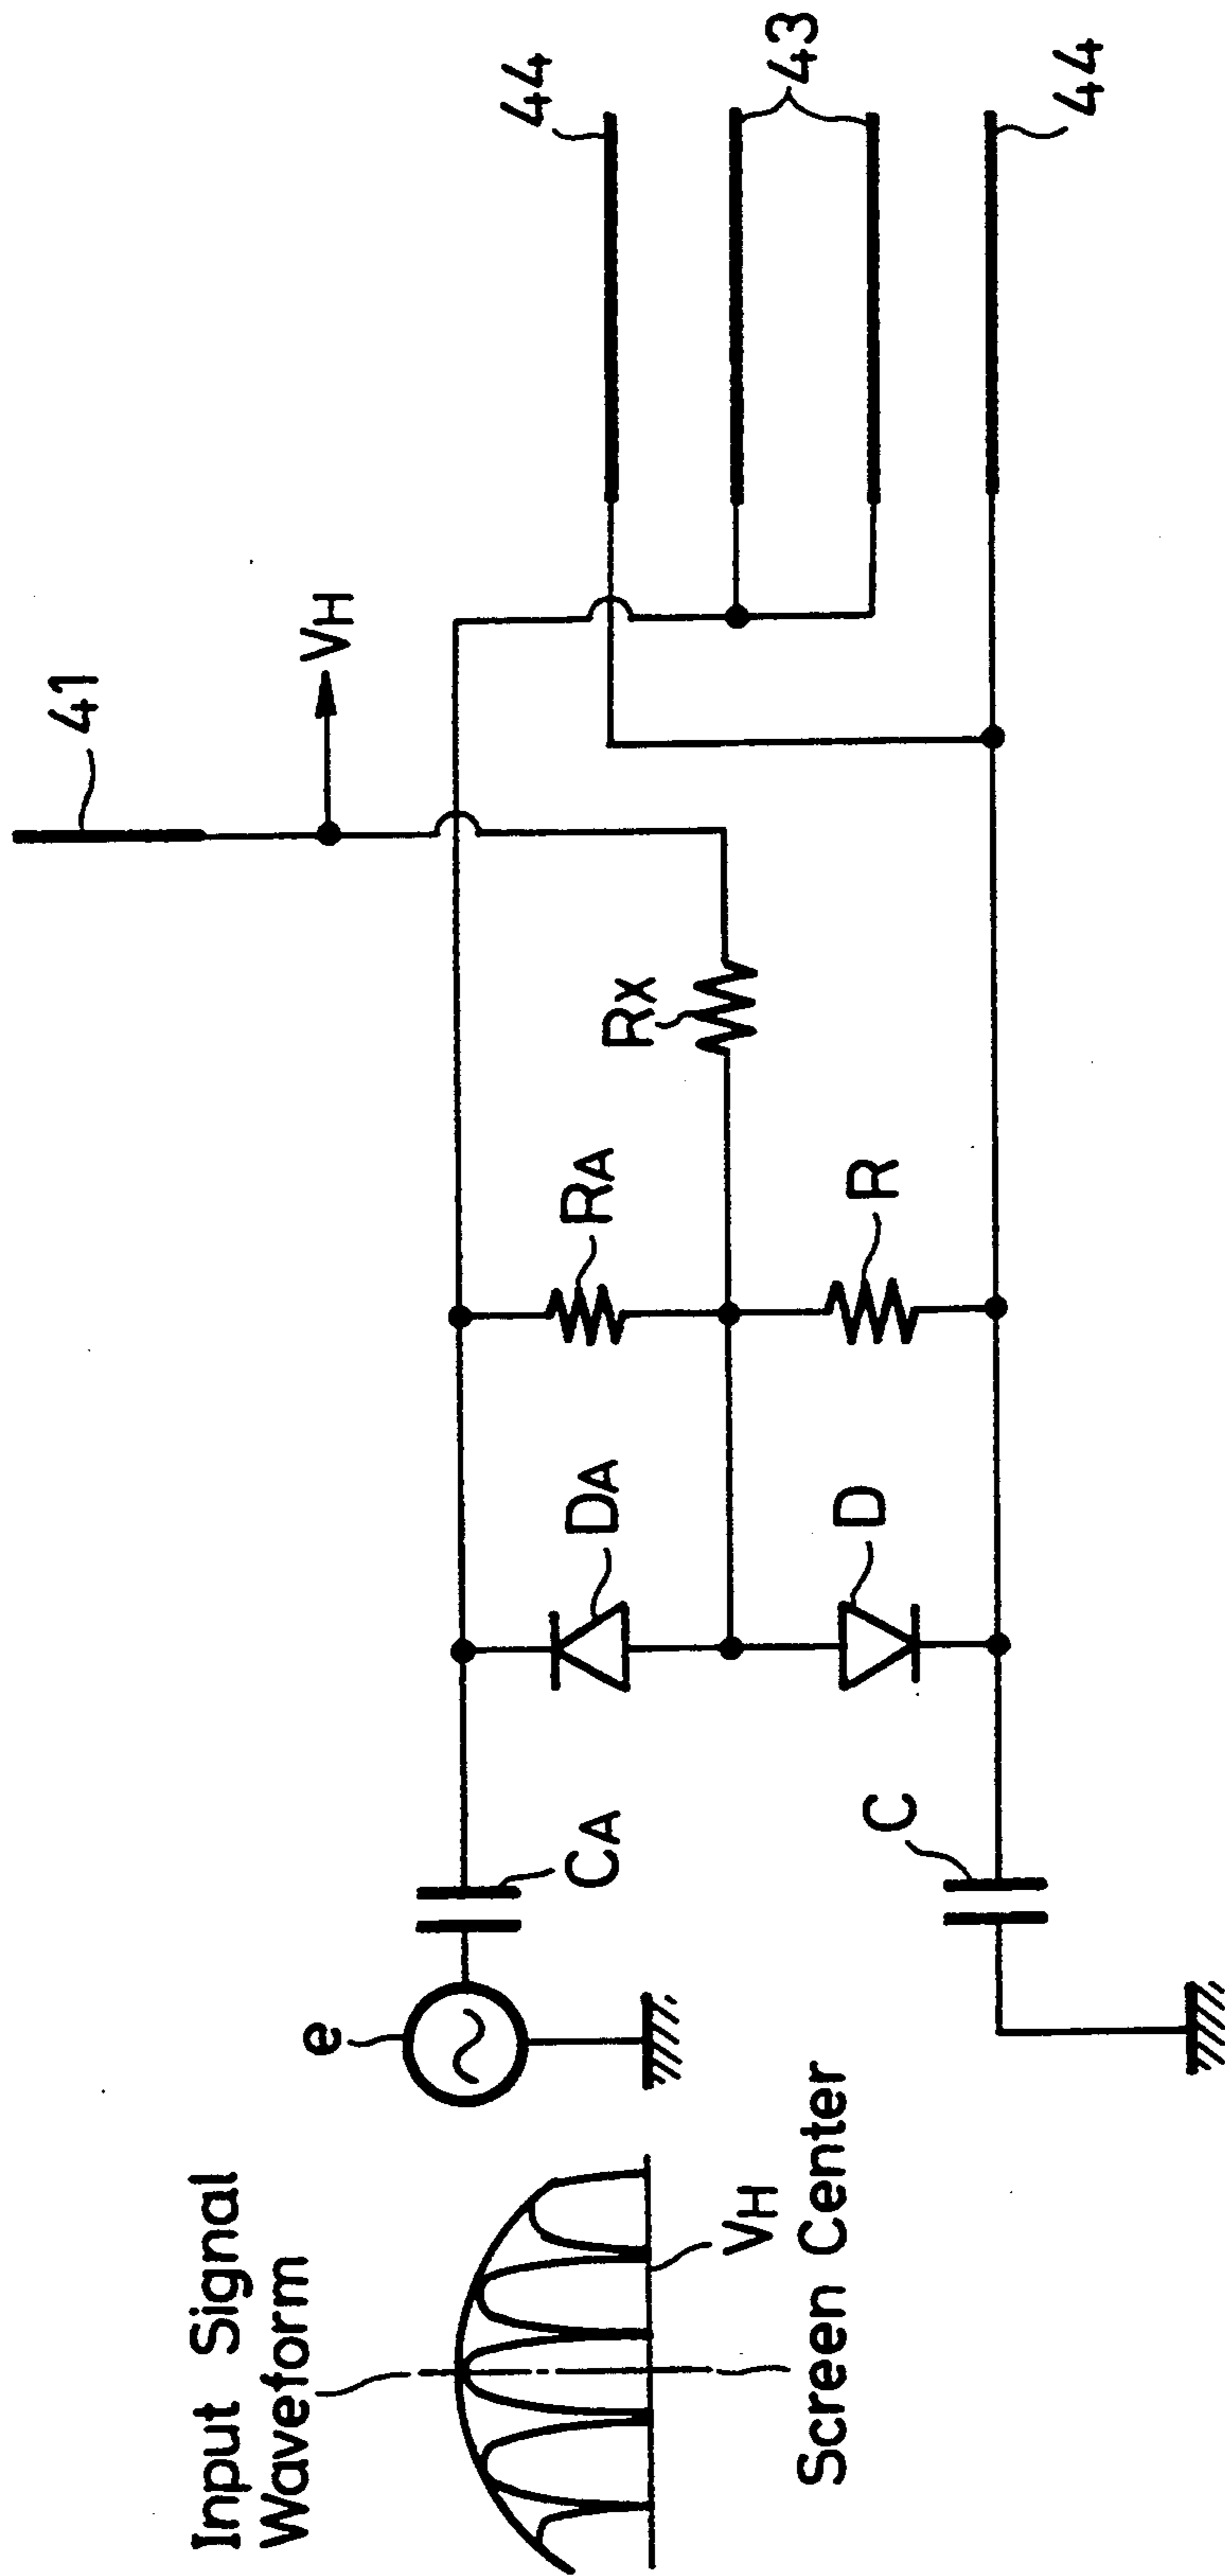 Input Signal
Waveform
VH
Screen Center
e
CA
C
DA
D
RA
R
RX
41
VH
44
43
44